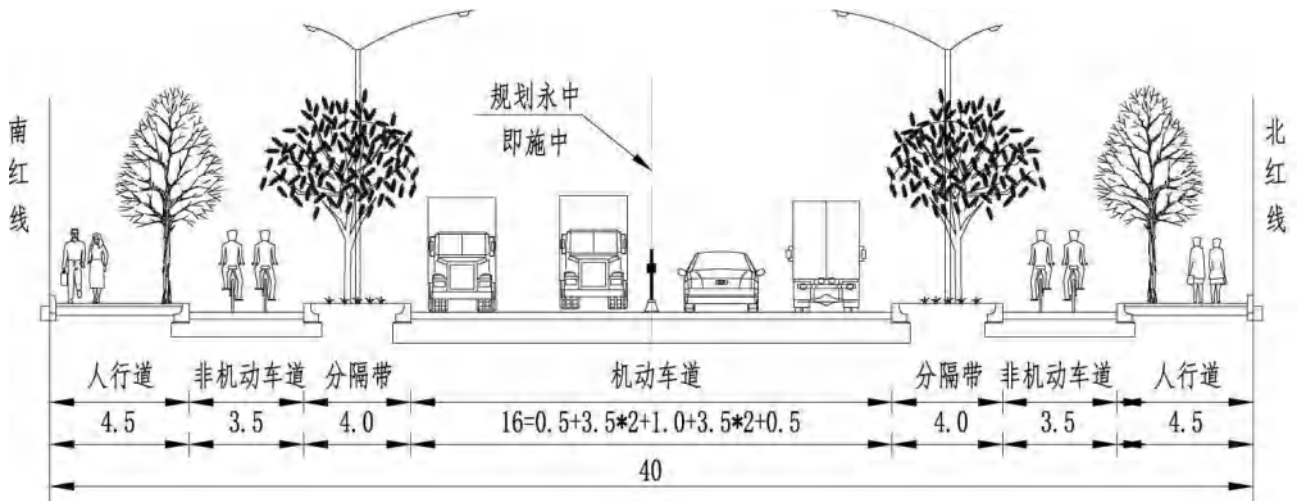 规划永中
即施中
南红线
北红线
人行道 非机动车道 分隔带 机动车道 分隔带 非机动车道 人行道
4.5 3.5 4.0 16=0.5+3.5*2+1.0+3.5*2+0.5 4.0 3.5 4.5
40